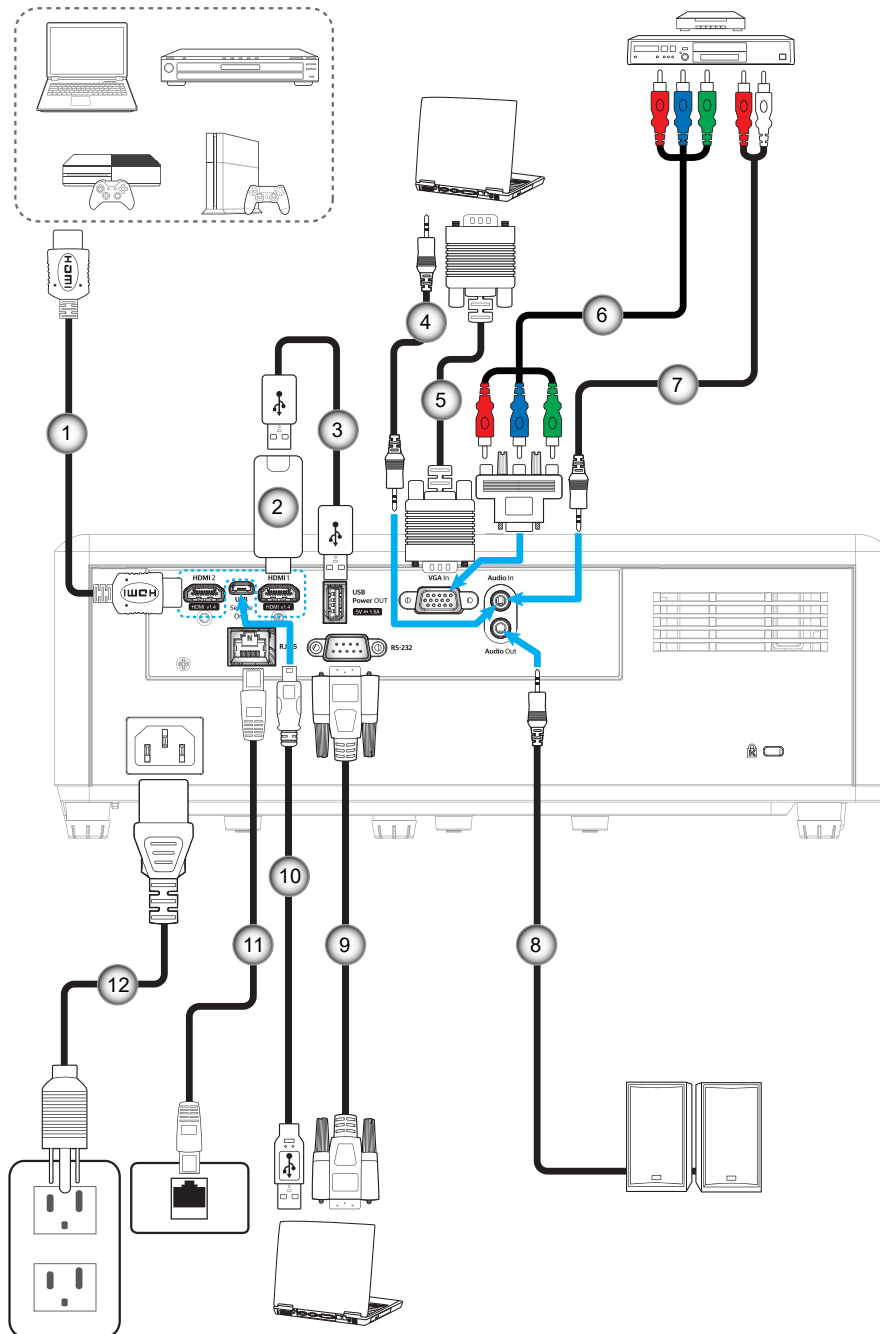 HDMI
4
6
7
5
1
3
2
HDMI
HDMI 2
HDMI v1.4
USB
HDMI 1
HDMI v1.4
USB
Power OUT
5V 1.5A
VGA In
Audio In
Audio Out
RS-232
K
10
11
9
8
12